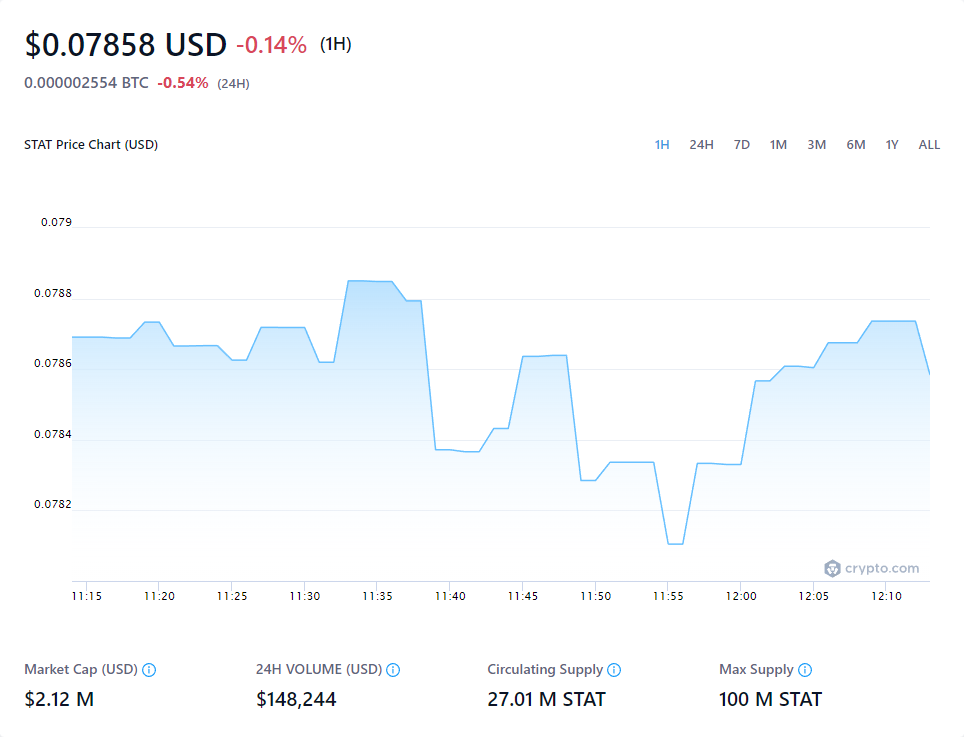 $0.07858 USD -0.14% (1H)
0.000002554 BTC -0.54% (24H)
STAT Price Chart (USD) 1H 24H 7D 1M 3M 6M 1Y ALL
0.079
0.0788
0.0786
0.0784
0.0782
crypto.com
11:15 11:20 11:25 11:30 11:35 11:40 11:45 11:50 11:55 12:00 12:05 12:10
Market Cap (USD) 24H VOLUME (USD) Circulating Supply Max Supply
$2.12 M $148,244 27.01 M STAT 100 M STAT